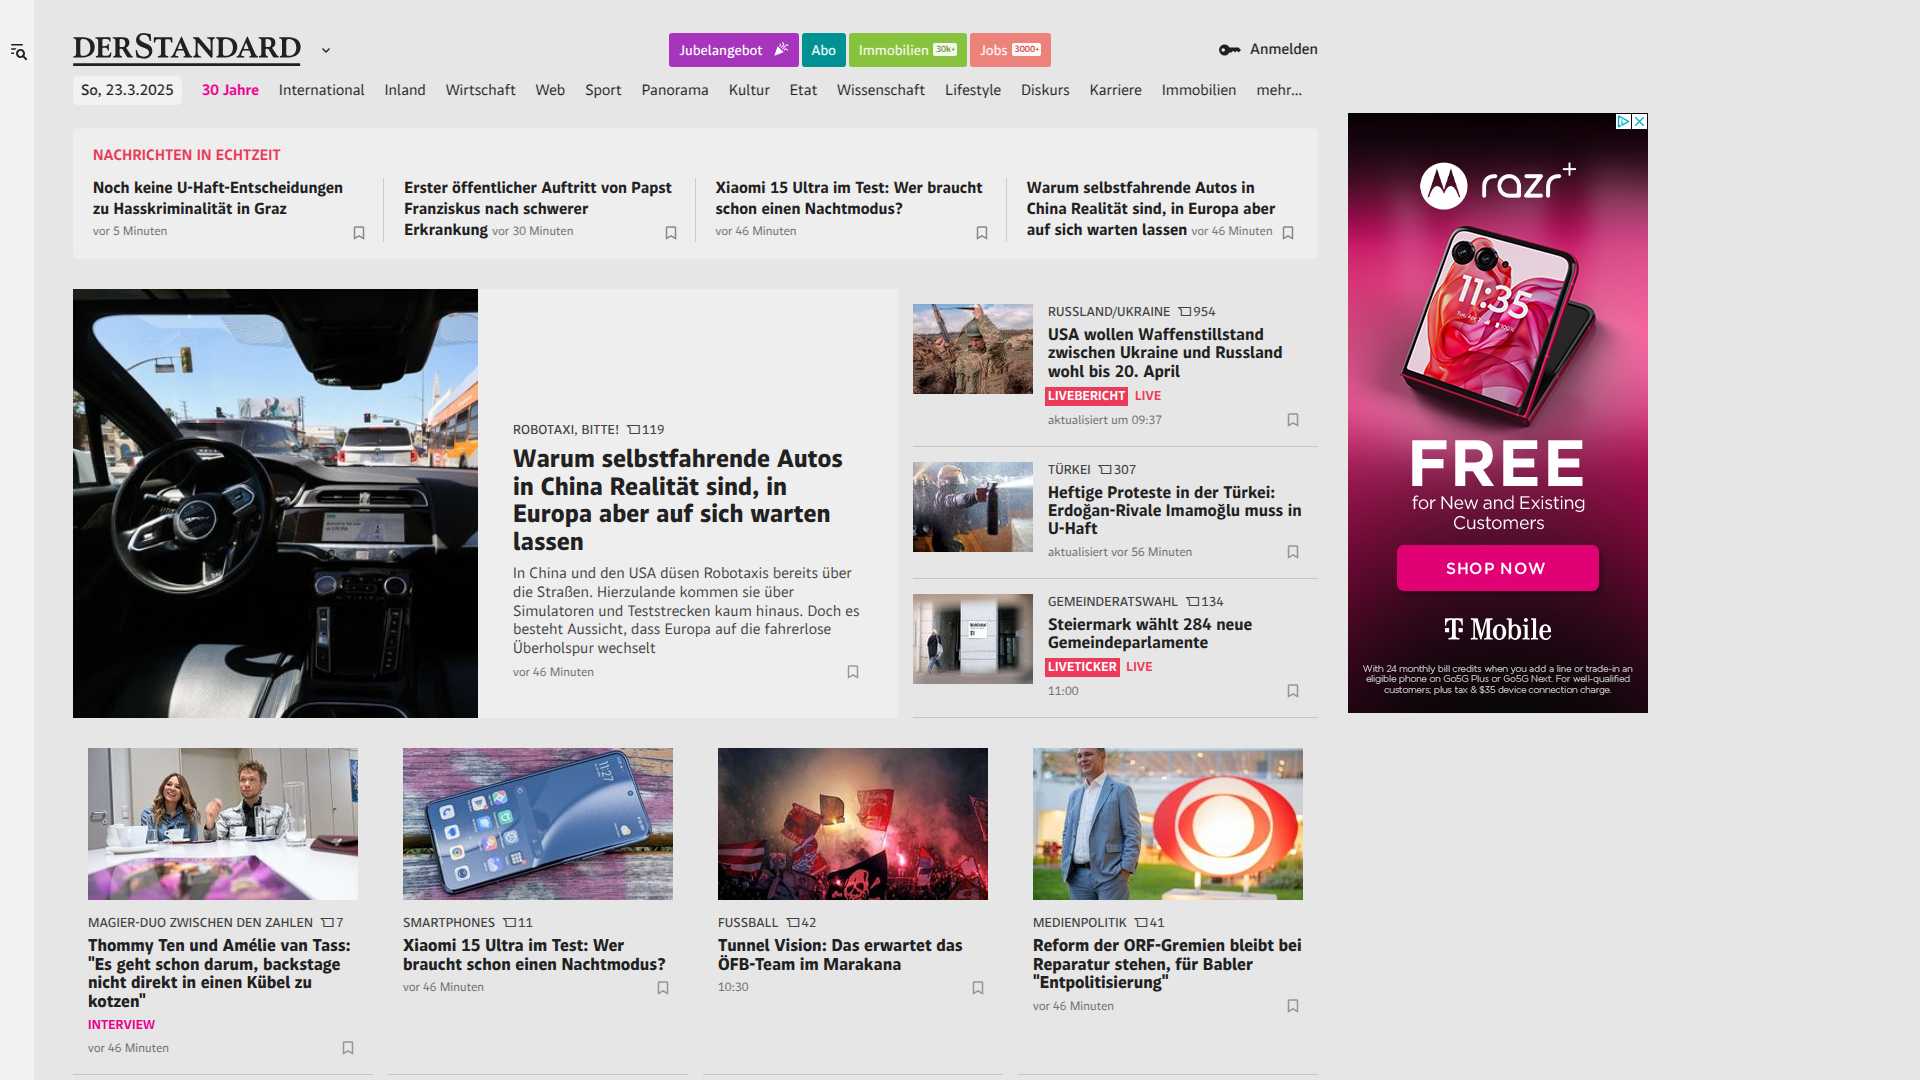 DERSTANDARD
Jubelangebot
Abo
Immobilien 30k+
Jobs 3000+
Anmelden
So, 23.3.2025
30 Jahre
International
Inland
Wirtschaft
Web
Sport
Panorama
Kultur
Etat
Wissenschaft
Lifestyle
Diskurs
Karriere
Immobilien
mehr...
NACHRICHTEN IN ECHTZEIT
Noch keine U-Haft-Entscheidungen
zu Hasskriminalität in Graz
vor 5 Minuten
Erster öffentlicher Auftritt von Papst
Franziskus nach schwerer
Erkrankung vor 30 Minuten
Xiaomi 15 Ultra im Test: Wer braucht
schon einen Nachtmodus?
vor 46 Minuten
Warum selbstfahrende Autos in
China Realität sind, in Europa aber
auf sich warten lassen vor 46 Minuten
ROBOTAXI, BITTE! 119
Warum selbstfahrende Autos
in China Realität sind, in
Europa aber auf sich warten
lassen
In China und den USA düsen Robotaxis bereits über
die Straßen. Hierzulande kommen sie über
Simulatoren und Teststrecken kaum hinaus. Doch es
besteht Aussicht, dass Europa auf die fahrerlose
Überholspur wechselt
vor 46 Minuten
RUSSLAND/UKRAINE 954
USA wollen Waffenstillstand
zwischen Ukraine und Russland
wohl bis 20. April
LIVEBERICHT LIVE
aktualisiert um 09:37
TÜRKEI 307
Heftige Proteste in der Türkei:
Erdoğan-Rivale Imamoğlu muss in
U-Haft
aktualisiert vor 56 Minuten
GEMEINDERATSWAHL 134
Steiermark wählt 284 neue
Gemeindeparlamente
LIVETICKER LIVE
11:00
MAGIER-DUO ZWISCHEN DEN ZAHLEN 7
Thommy Ten und Amélie van Tass:
"Es geht schon darum, backstage
nicht direkt in einen Kübel zu
kotzen"
INTERVIEW
vor 46 Minuten
11:27
SMARTPHONES 11
Xiaomi 15 Ultra im Test: Wer
braucht schon einen Nachtmodus?
vor 46 Minuten
FUSSBALL 42
Tunnel Vision: Das erwartet das
ÖFB-Team im Marakana
10:30
MEDIENPOLITIK 41
Reform der ORF-Gremien bleibt bei
Reparatur stehen, für Babler
"Entpolitisierung"
vor 46 Minuten
razr+
11:35
FREE
for New and Existing
Customers
SHOP NOW
T Mobile
With 24 monthly bill credits when you add a line or trade-in an
eligible phone on Go5G Plus or Go5G Next. For well-qualified
customers; plus tax & $35 device connection charge.